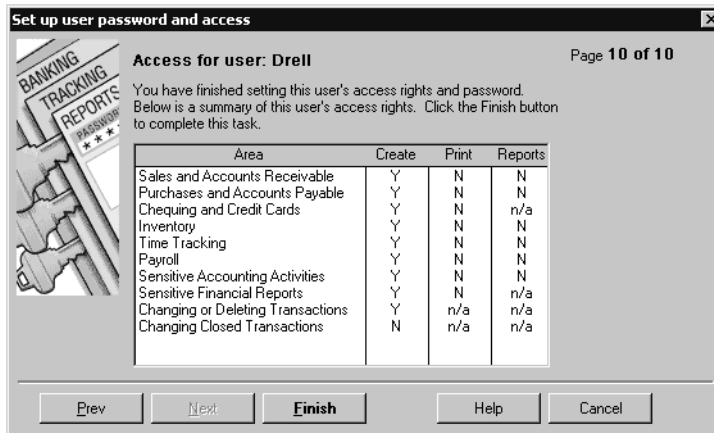 Set up user password and access
BANKING
TRACKING
REPORTS
PASSWORD
****
Access for user: Drell
Page 10 of 10
You have finished setting this user's access rights and password.
Below is a summary of this user's access rights. Click the Finish button
to complete this task.
Area Create Print Reports
Sales and Accounts Receivable Y N N
Purchases and Accounts Payable Y N N
Chequing and Credit Cards Y N n/a
Inventory Y N N
Time Tracking Y N N
Payroll Y N N
Sensitive Accounting Activities Y N N
Sensitive Financial Reports Y N n/a
Changing or Deleting Transactions Y n/a n/a
Changing Closed Transactions N n/a n/a
Prev Next Finish Help Cancel